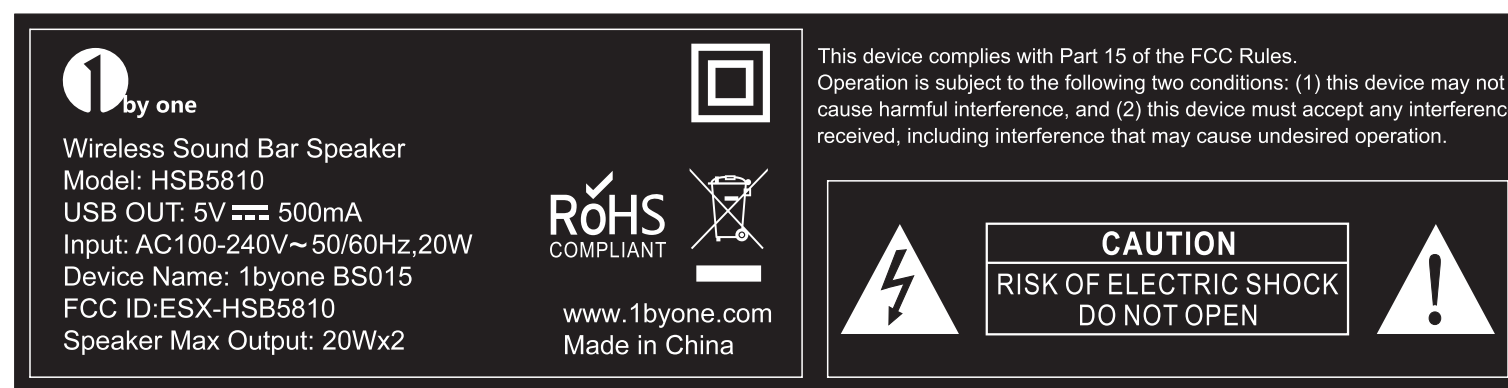 1 by one
Wireless Sound Bar Speaker
Model: HSB5810
USB OUT: 5V ⎓ 500mA
Input: AC100-240V~50/60Hz,20W
Device Name: 1byone BS015
FCC ID:ESX-HSB5810
Speaker Max Output: 20Wx2
RoHS
COMPLIANT
www.1byone.com
Made in China
This device complies with Part 15 of the FCC Rules.
Operation is subject to the following two conditions: (1) this device may not
cause harmful interference, and (2) this device must accept any interferenc
received, including interference that may cause undesired operation.
CAUTION
RISK OF ELECTRIC SHOCK
DO NOT OPEN